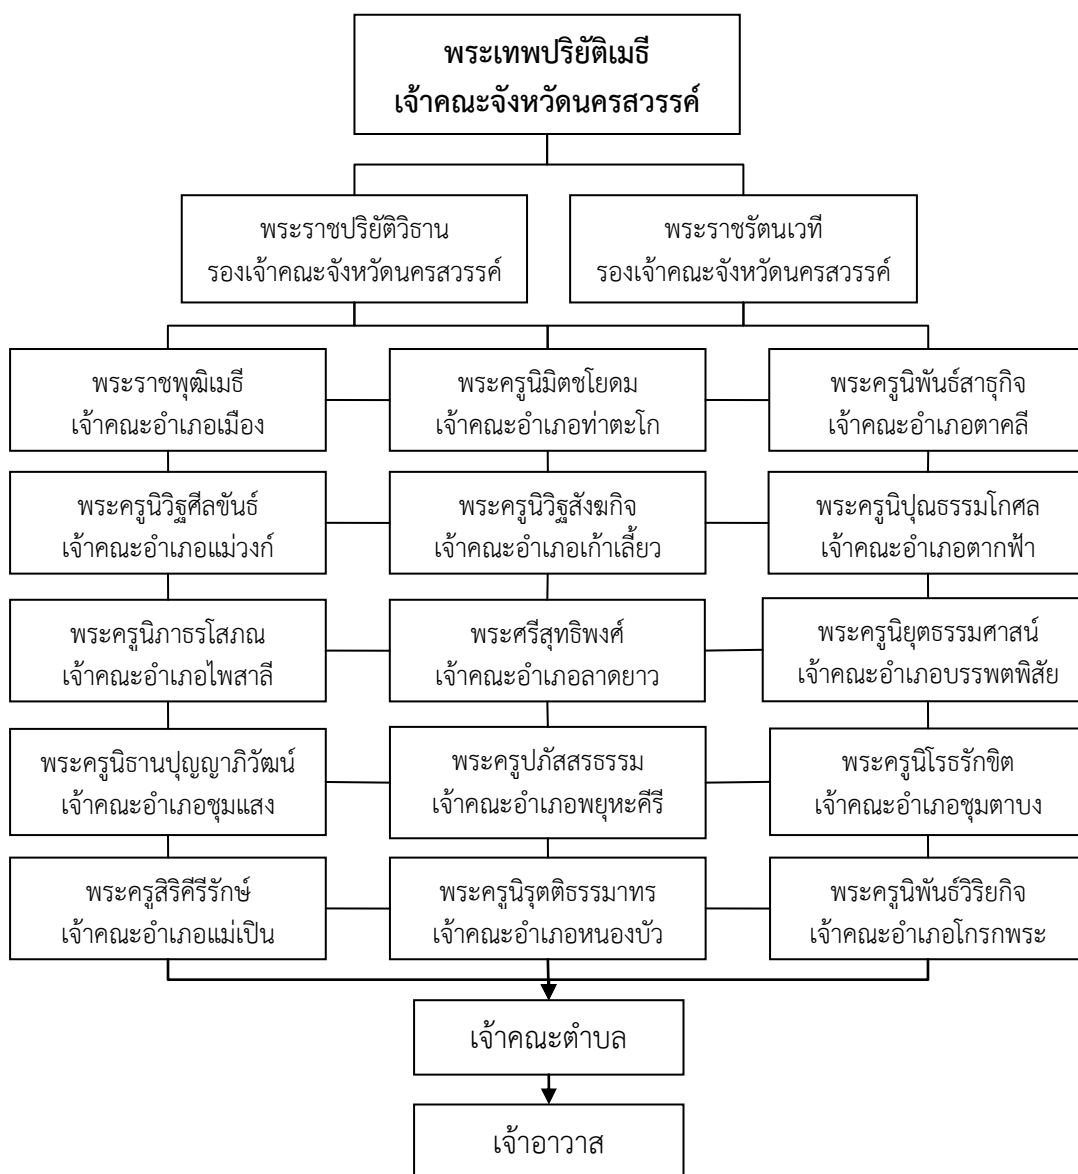 พระเทพปริยัติเมธี
เจ้าคณะจังหวัดนครสวรรค์
พระราชปริยัติวิธาน
รองเจ้าคณะจังหวัดนครสวรรค์
พระราชรัตนเวที
รองเจ้าคณะจังหวัดนครสวรรค์
พระราชพุฒิเมธี
เจ้าคณะอำเภอเมือง
พระครูนิมิตชโยดม
เจ้าคณะอำเภอท่าตะโก
พระครูนิพันธ์สาธุกิจ
เจ้าคณะอำเภอตาคลี
พระครูนิวิฐศีลขันธ์
เจ้าคณะอำเภอแม่วงก์
พระครูนิวิฐสังฆกิจ
เจ้าคณะอำเภอเก้าเลี้ยว
พระครูนิปุณธรรมโกศล
เจ้าคณะอำเภอตากฟ้า
พระครูนิภาธรโสภณ
เจ้าคณะอำเภอไพสาลี
พระศรีสุทธิพงศ์
เจ้าคณะอำเภอลาดยาว
พระครูนิยุตธรรมศาสน์
เจ้าคณะอำเภอบรรพตพิสัย
พระครูนิธานปุญญาภิวัฒน์
เจ้าคณะอำเภอชุมแสง
พระครูปภัสสรธรรม
เจ้าคณะอำเภอพยุหะคีรี
พระครูนิโรธรักขิต
เจ้าคณะอำเภอชุมตาบง
พระครูสิริคีรีรักษ์
เจ้าคณะอำเภอแม่เปิน
พระครูนิรุตติธรรมาทร
เจ้าคณะอำเภอหนองบัว
พระครูนิพันธ์วิริยกิจ
เจ้าคณะอำเภอโกรกพระ
เจ้าคณะตำบล
เจ้าอาวาส